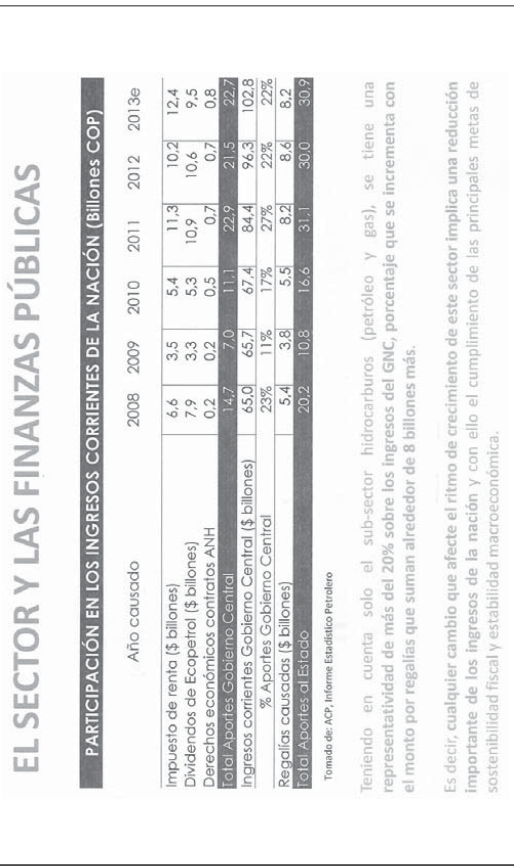 EL SECTOR Y LAS FINANZAS PÚBLICAS
PARTICIPACIÓN EN LOS INGRESOS CORRIENTES DE LA NACIÓN (Billones COP)
Año causado 2008 2009 2010 2011 2012 2013e
Impuesto de renta ($ billones) 6,6 3,5 5,4 11,3 10,2 12,4
Dividendos de Ecopetrol ($ billones) 7,9 3,3 5,3 10,9 10,6 9,5
Derechos económicos contratos ANH 0,2 0,2 0,5 0,7 0,7 0,8
Total Aportes Gobierno Central 14,7 7,0 11,1 22,9 21,5 22,7
Ingresos corrientes Gobierno Central ($ billones) 65,0 65,7 67,4 84,4 96,3 102,8
% Aportes Gobierno Central 23% 11% 17% 27% 22% 22%
Regalías causadas ($ billones) 5,4 3,8 5,5 8,2 8,6 8,2
Total Aportes al Estado 20,2 10,8 16,6 31,1 30,0 30,9
Tomado de: ACP, Informe Estadístico Petrolero
Teniendo en cuenta solo el sub-sector hidrocarburos (petróleo y gas), se tiene una
representatividad de más del 20% sobre los ingresos del GNC, porcentaje que se incrementa con
el monto por regalías que suman alrededor de 8 billones más.
Es decir, cualquier cambio que afecte el ritmo de crecimiento de este sector implica una reducción
importante de los ingresos de la nación y con ello el cumplimiento de las principales metas de
sostenibilidad fiscal y estabilidad macroeconómica.